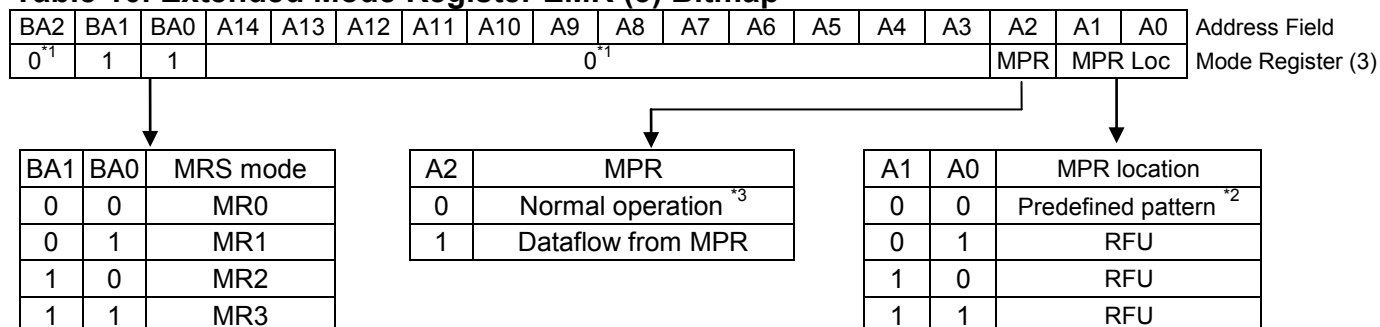 Table 10. Extended Mode Register EMR (3) Bitmap
BA2 BA1 BA0 A14 A13 A12 A11 A10 A9 A8 A7 A6 A5 A4 A3 A2 A1 A0 Address Field
0*1 1 1 0*1 MPR MPR Loc Mode Register (3)
BA1 BA0 MRS mode
0 0 MR0
0 1 MR1
1 0 MR2
1 1 MR3
A2 MPR
0 Normal operation *3
1 Dataflow from MPR
A1 A0 MPR location
0 0 Predefined pattern *2
0 1 RFU
1 0 RFU
1 1 RFU